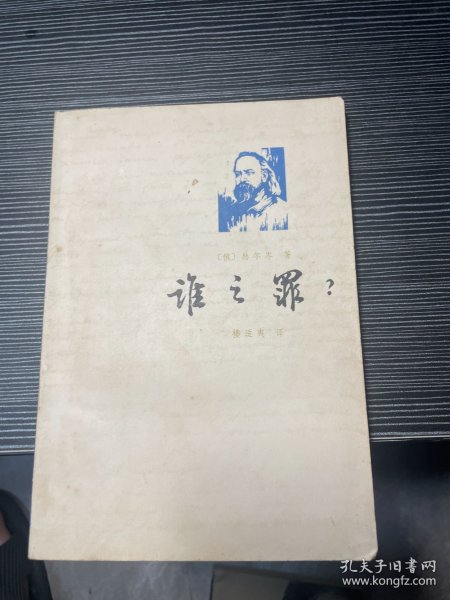 〔俄〕赫尔岑 著
谁之罪?
楼适夷 译
孔夫子旧书网
www.kongfz.com